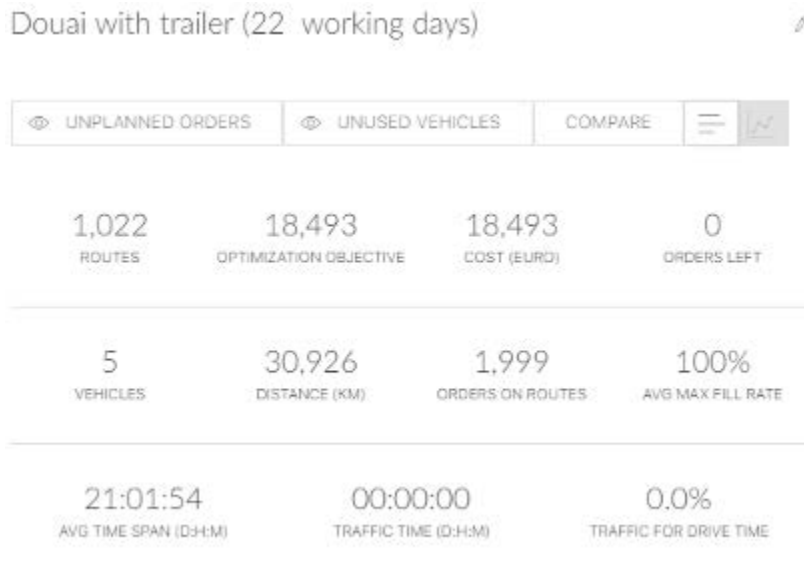 Douai with trailer (22 working days)
UNPLANNED ORDERS UNUSED VEHICLES COMPARE
1,022 18,493 18,493 0
ROUTES OPTIMIZATION OBJECTIVE COST (EURO) ORDERS LEFT
5 30,926 1,999 100%
VEHICLES DISTANCE (KM) ORDERS ON ROUTES AVG MAX FILL RATE
21:01:54 00:00:00 0.0%
AVG TIME SPAN (D:H:M) TRAFFIC TIME (D:H:M) TRAFFIC FOR DRIVE TIME